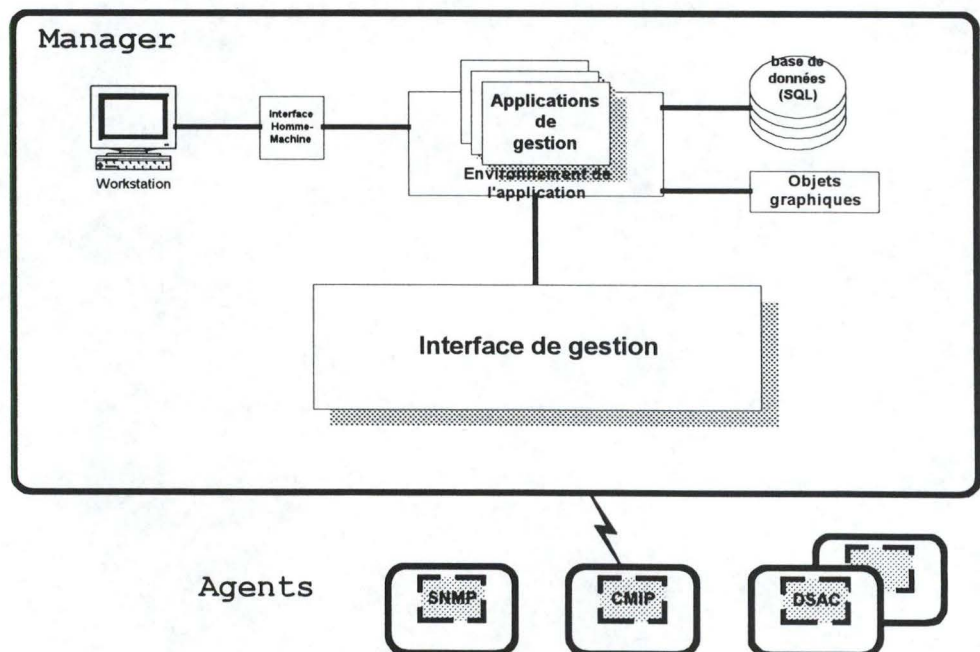 Manager
Workstation
Interface
Homme-
Machine
Applications
de
gestion
Environnement de
l'application
base de
données
(SQL)
Objets
graphiques
Interface de gestion
Agents
SNMP
CMIP
DSAC